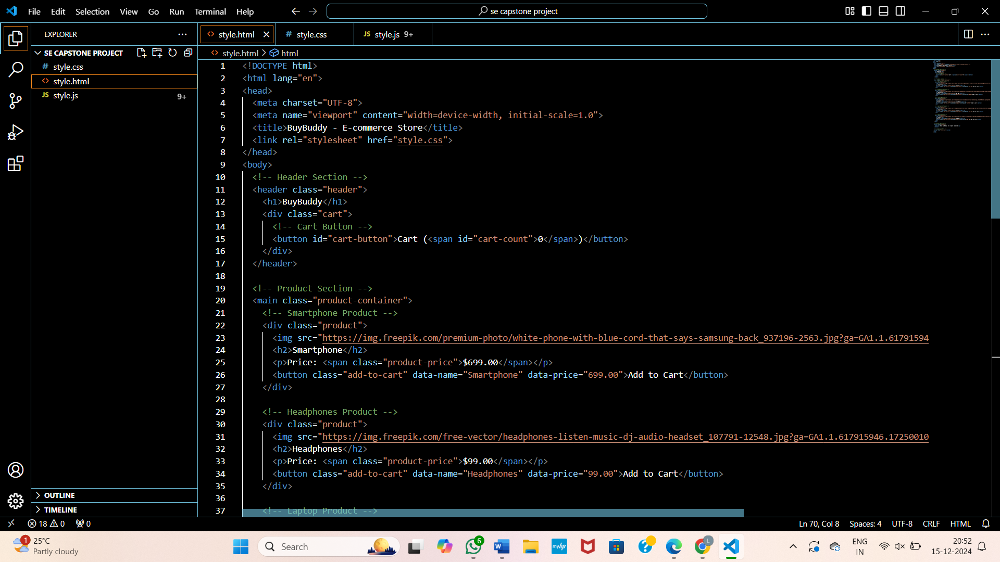 File Edit Selection View Go Run Terminal Help
se capstone project
EXPLORER
SE CAPSTONE PROJECT
# style.css
<> style.html
JS style.js 9+
OUTLINE
TIMELINE
<> style.html
# style.css
JS style.js 9+
<> style.html > html
1 <!DOCTYPE html>
2 <html lang="en">
3 <head>
4 <meta charset="UTF-8">
5 <meta name="viewport" content="width=device-width, initial-scale=1.0">
6 <title>BuyBuddy - E-commerce Store</title>
7 <link rel="stylesheet" href="style.css">
8 </head>
9 <body>
10 <!-- Header Section -->
11 <header class="header">
12 <h1>BuyBuddy</h1>
13 <div class="cart">
14 <!-- Cart Button -->
15 <button id="cart-button">Cart (<span id="cart-count">0</span>)</button>
16 </div>
17 </header>
18
19 <!-- Product Section -->
20 <main class="product-container">
21 <!-- Smartphone Product -->
22 <div class="product">
23 <img src="https://img.freepik.com/premium-photo/white-phone-with-blue-cord-that-says-samsung-back_937196-2563.jpg?ga=GA1.1.61791594
24 <h2>Smartphone</h2>
25 <p>Price: <span class="product-price">$699.00</span></p>
26 <button class="add-to-cart" data-name="Smartphone" data-price="699.00">Add to Cart</button>
27 </div>
28
29 <!-- Headphones Product -->
30 <div class="product">
31 <img src="https://img.freepik.com/free-vector/headphones-listen-music-dj-audio-headset_107791-12548.jpg?ga=GA1.1.617915946.17250010
32 <h2>Headphones</h2>
33 <p>Price: <span class="product-price">$99.00</span></p>
34 <button class="add-to-cart" data-name="Headphones" data-price="99.00">Add to Cart</button>
35 </div>
36
37 <!-- Laptop Product -->
18 0 0
Ln 70, Col 8 Spaces: 4 UTF-8 CRLF HTML
1
25°C
Partly cloudy
Search
6
W
myhp
L
ENG
IN
20:52
15-12-2024